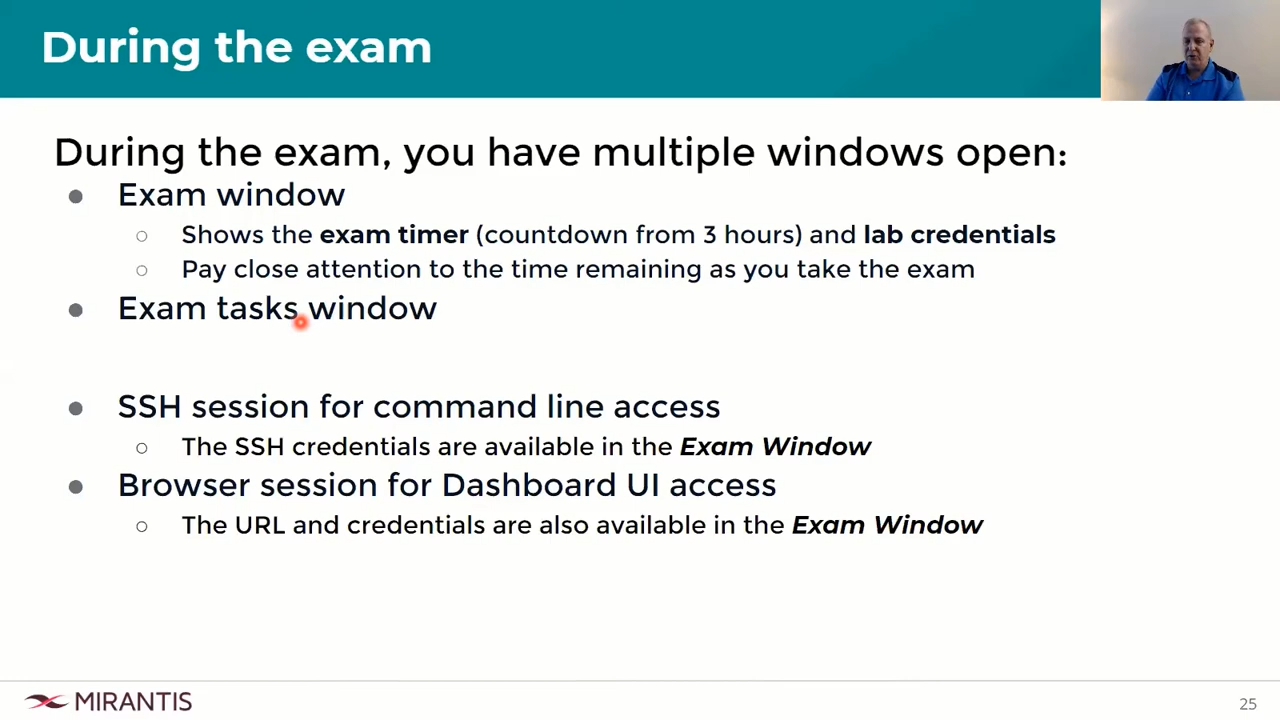 During the exam
During the exam, you have multiple windows open:
● Exam window
○ Shows the exam timer (countdown from 3 hours) and lab credentials
○ Pay close attention to the time remaining as you take the exam
● Exam tasks window
● SSH session for command line access
○ The SSH credentials are available in the Exam Window
● Browser session for Dashboard UI access
○ The URL and credentials are also available in the Exam Window
MIRANTIS
25